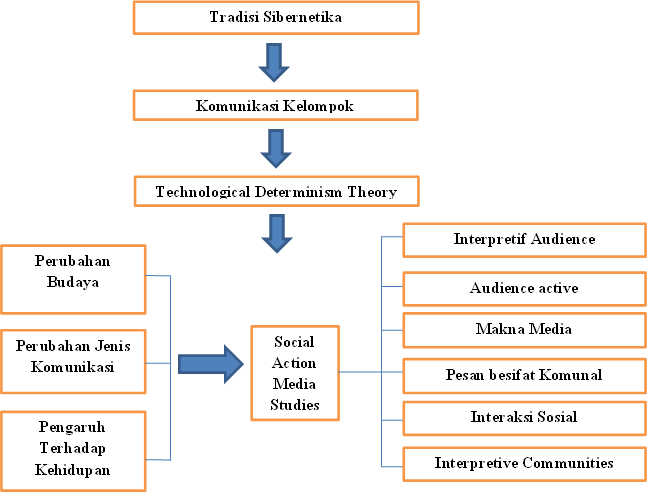 Tradisi Sibernetika
Komunikasi Kelompok
Technological Determinism Theory
Perubahan
Budaya
Perubahan Jenis
Komunikasi
Pengaruh
Terhadap
Kehidupan
Social
Action
Media
Studies
Interpretif Audience
Audience active
Makna Media
Pesan besifat Komunal
Interaksi Sosial
Interpretive Communities